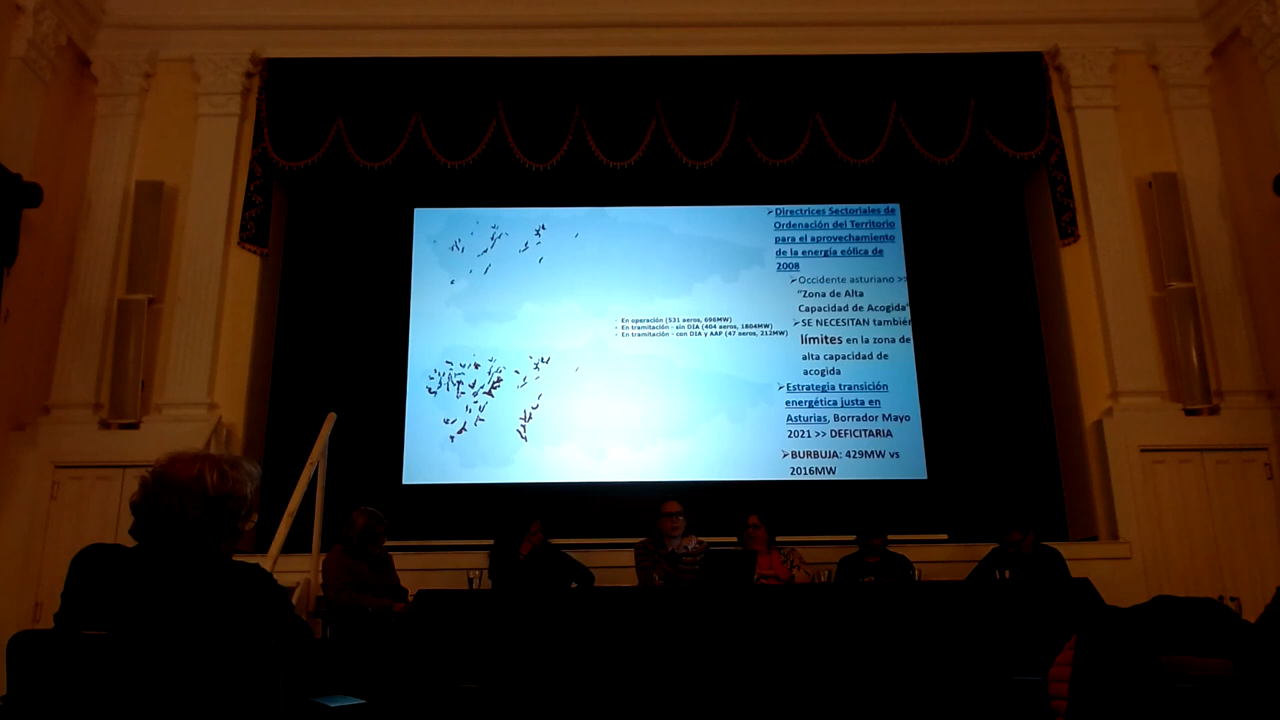 En operación (531 aeros, 698MW)
En tramitación - sin DIA (404 aeros, 1804MW)
En tramitación - con DIA y AAP (47 aeros, 212MW)
➢Directrices Sectoriales de
Ordenación del Territorio
para el aprovechamiento
de la energía eólica de
2008
➢Occidente asturiano >>
"Zona de Alta
Capacidad de Acogida"
➢SE NECESITAN también
límites en la zona de
alta capacidad de
acogida
➢Estrategia transición
energética justa en
Asturias, Borrador Mayo
2021 >> DEFICITARIA
➢BURBUJA: 429MW vs
2016MW